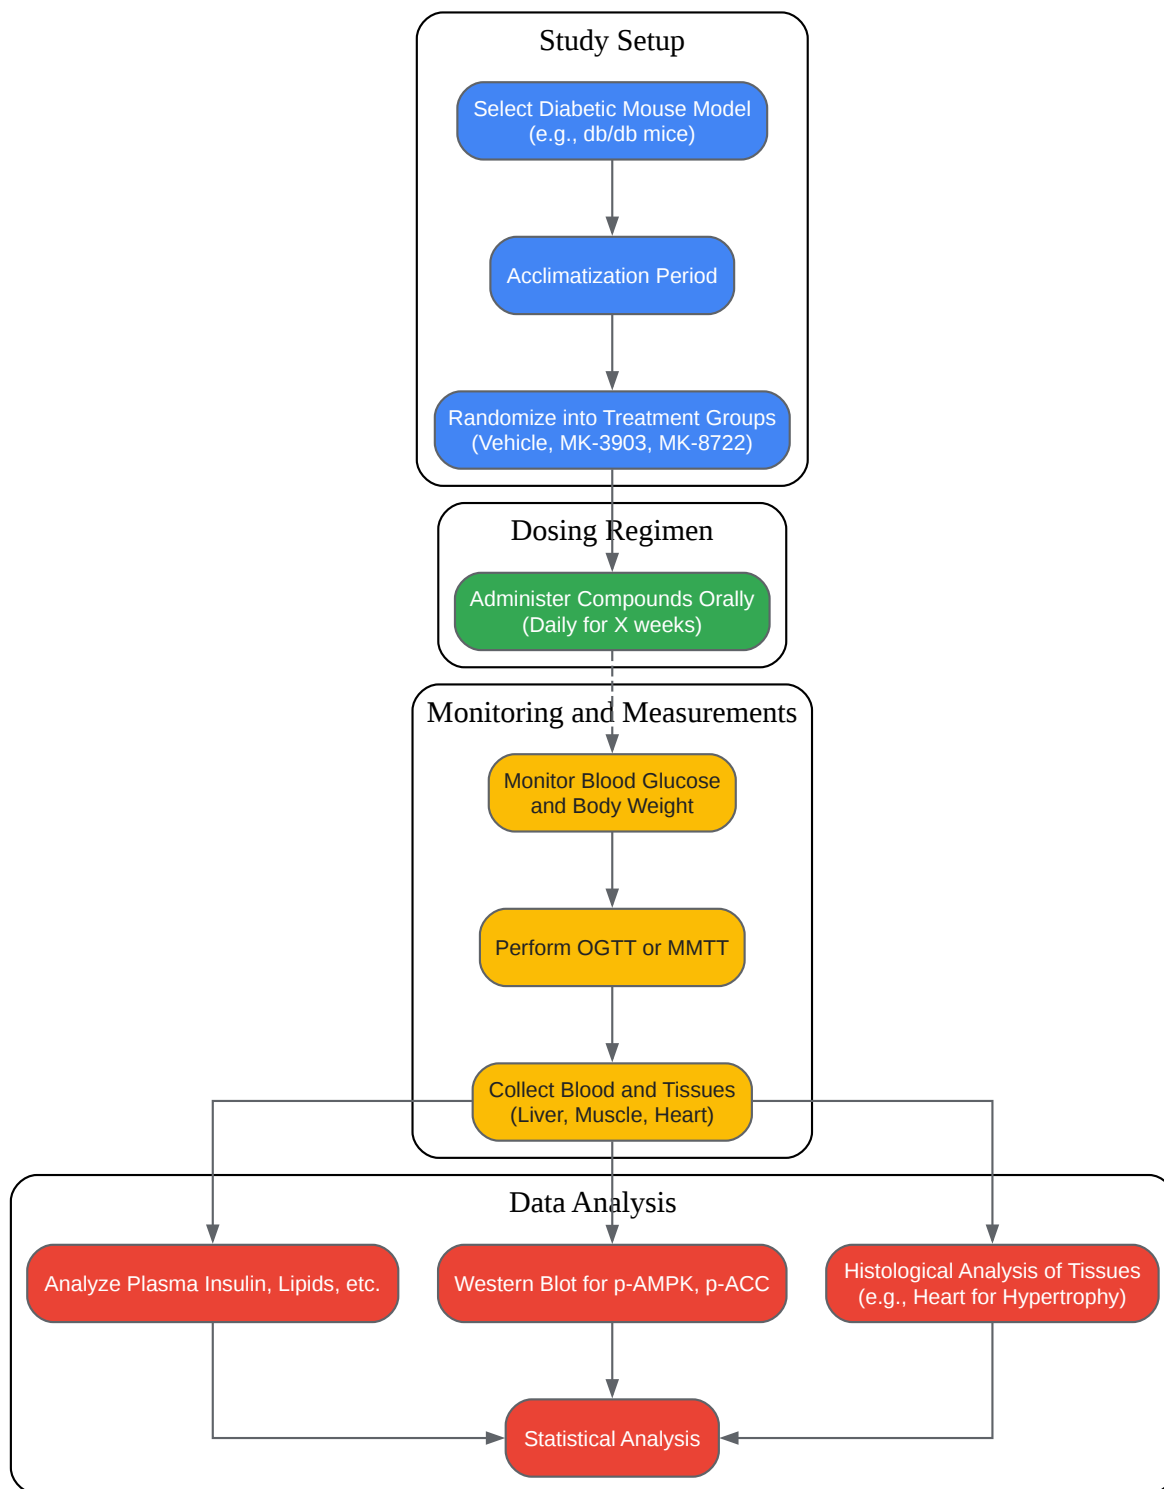 Study Setup
Select Diabetic Mouse Model
(e.g., db/db mice)
Acclimatization Period
Randomize into Treatment Groups
(Vehicle, MK-3903, MK-8722)
Dosing Regimen
Administer Compounds Orally
(Daily for X weeks)
Monitoring and Measurements
Monitor Blood Glucose
and Body Weight
Perform OGTT or MMTT
Collect Blood and Tissues
(Liver, Muscle, Heart)
Data Analysis
Analyze Plasma Insulin, Lipids, etc.
Western Blot for p-AMPK, p-ACC
Histological Analysis of Tissues
(e.g., Heart for Hypertrophy)
Statistical Analysis